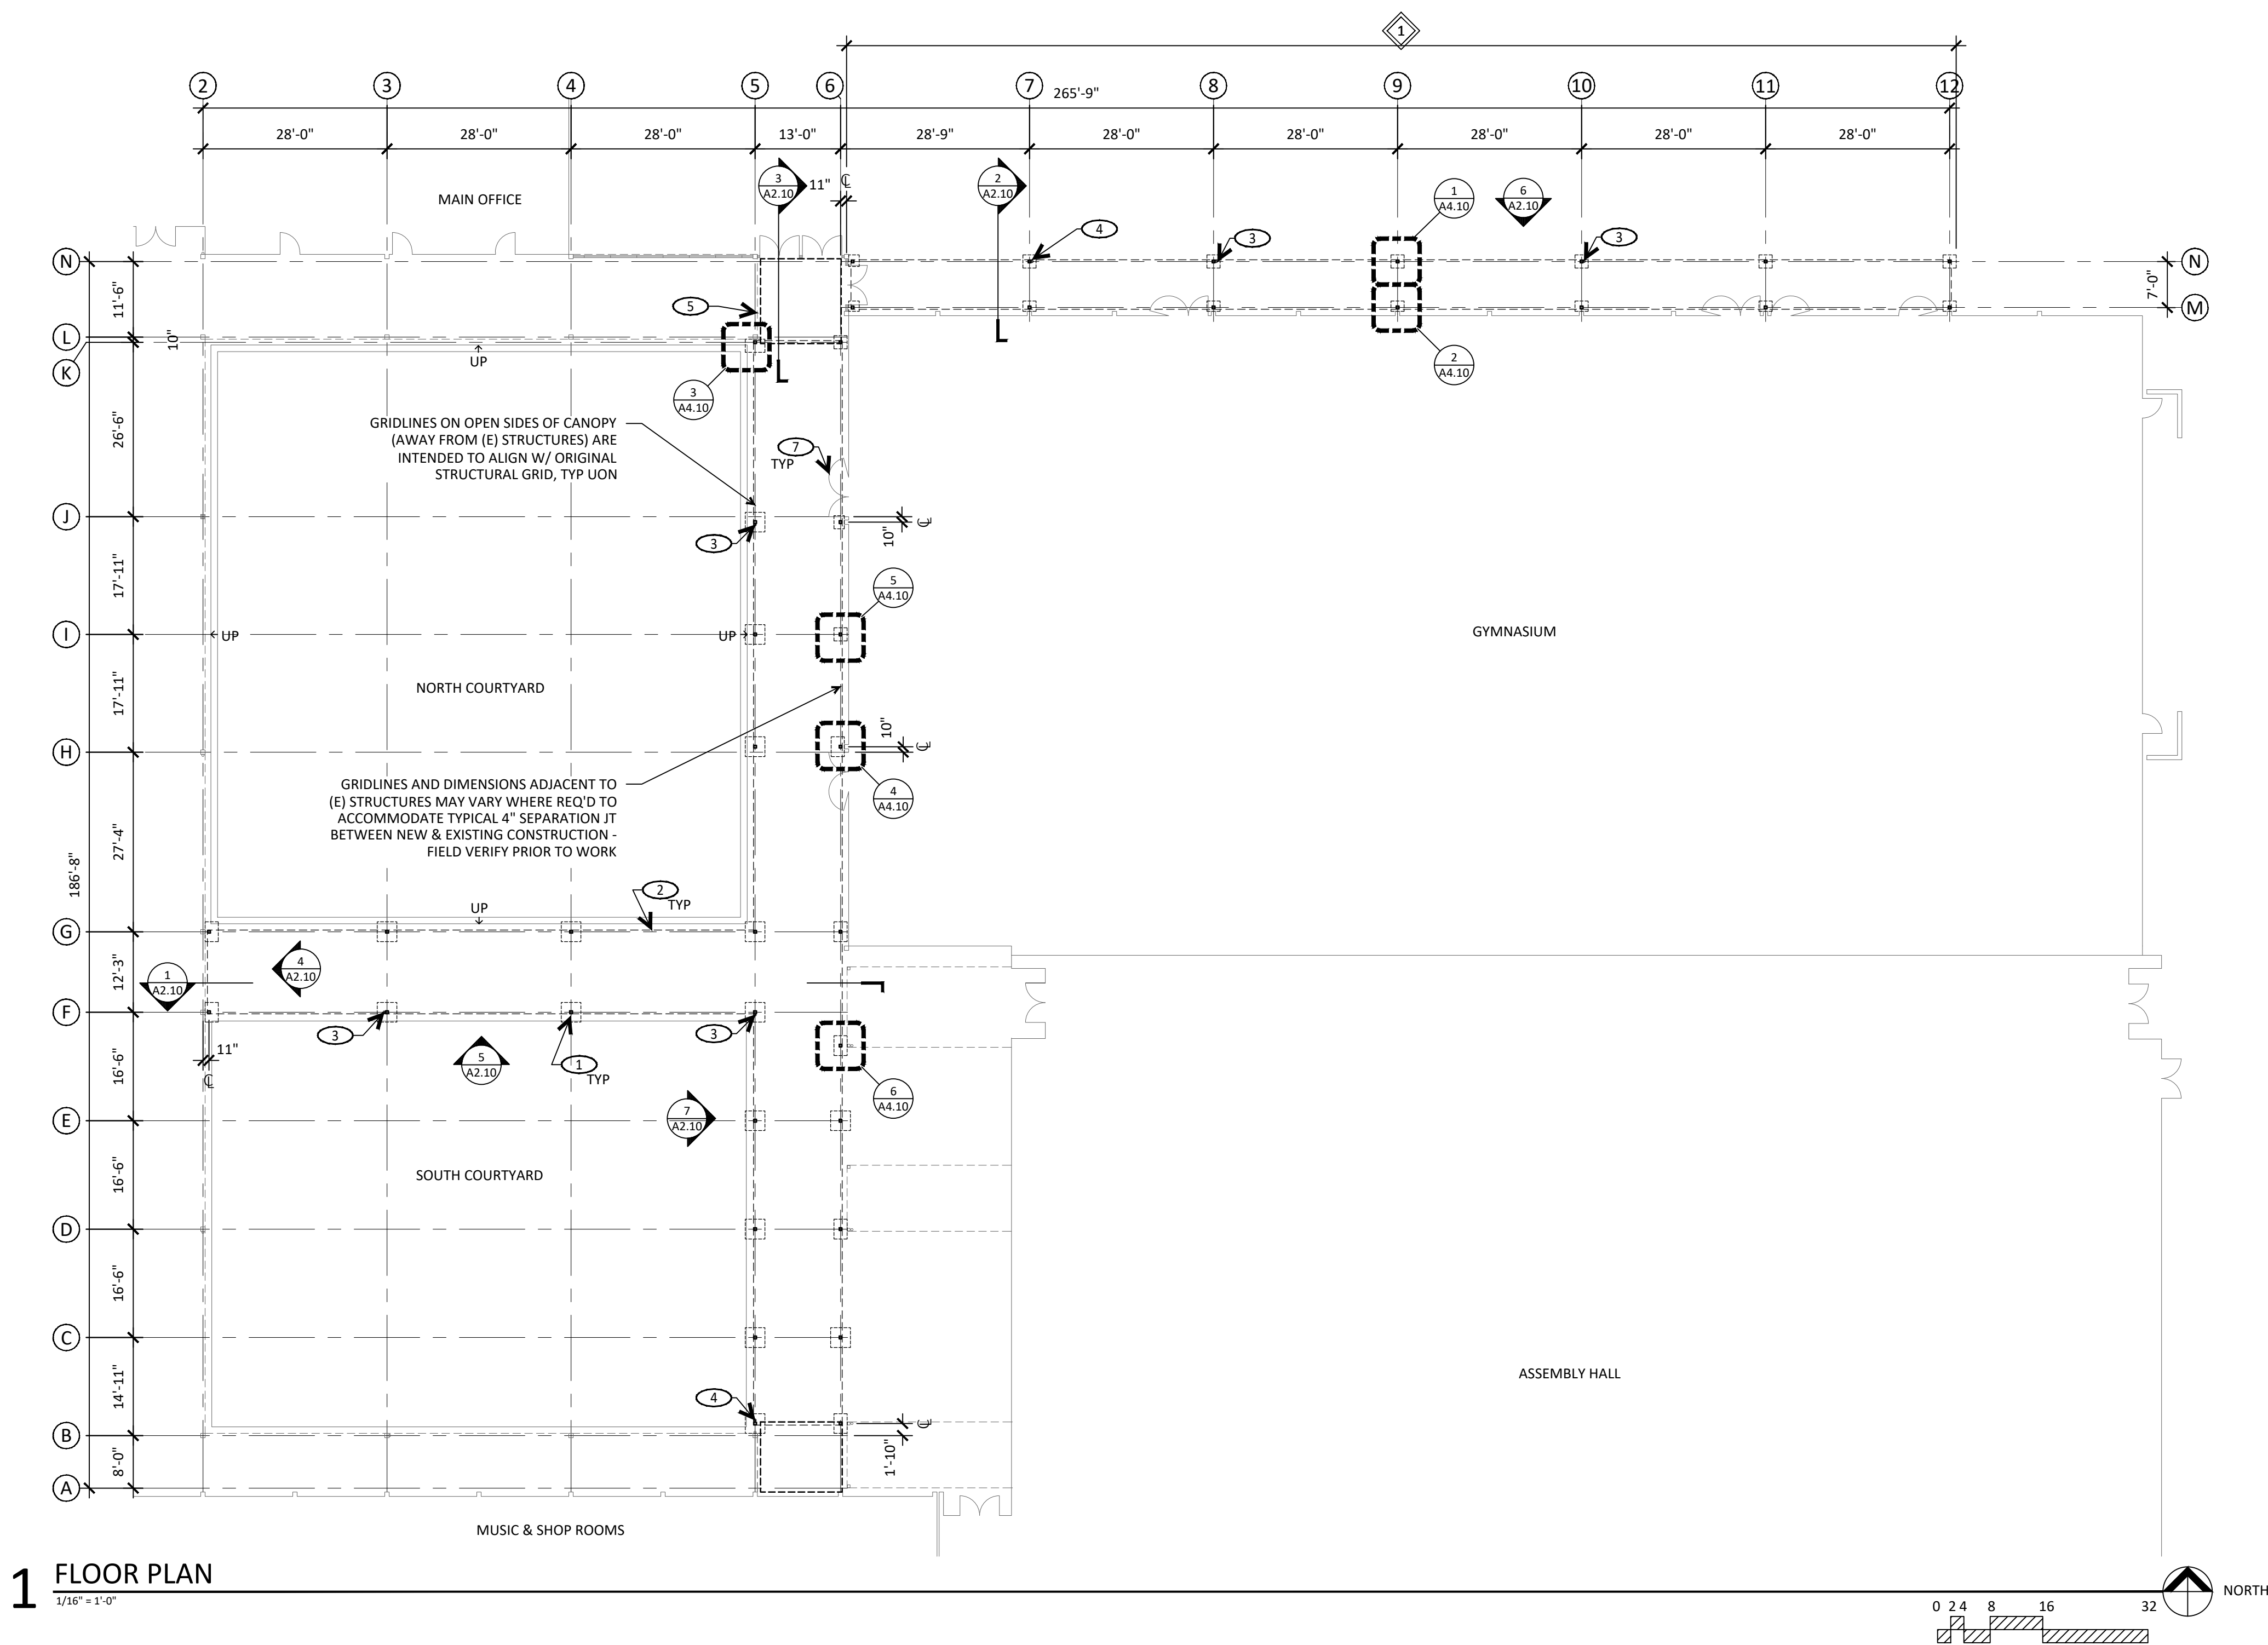 1
2 3 4 5 6 7 8 9 10 11 12
265'-9"
28'-0" 28'-0" 28'-0" 13'-0" 28'-9" 28'-0" 28'-0" 28'-0" 28'-0" 28'-0"
3
A2.10
11"
℄
2
A2.10
1
A4.10
6
A2.10
MAIN OFFICE
4
3
3
N
N
11'-6"
7'-0"
5
M
L
10"
K
UP
3
A4.10
2
A4.10
GRIDLINES ON OPEN SIDES OF CANOPY
(AWAY FROM (E) STRUCTURES) ARE
INTENDED TO ALIGN W/ ORIGINAL
STRUCTURAL GRID, TYP UON
26'-6"
7
TYP
J
3
10"
℄
17'-11"
5
A4.10
I
UP
UP
GYMNASIUM
17'-11"
NORTH COURTYARD
H
10"
℄
4
A4.10
GRIDLINES AND DIMENSIONS ADJACENT TO
(E) STRUCTURES MAY VARY WHERE REQ'D TO
ACCOMMODATE TYPICAL 4" SEPARATION JT
BETWEEN NEW & EXISTING CONSTRUCTION -
FIELD VERIFY PRIOR TO WORK
27'-4"
186'-8"
2
TYP
UP
G
12'-3"
4
A2.10
1
A2.10
F
3
3
11"
℄
5
A2.10
1
TYP
16'-6"
6
A4.10
7
A2.10
E
16'-6"
SOUTH COURTYARD
D
16'-6"
C
14'-11"
ASSEMBLY HALL
4
℄
B
1'-10"
8'-0"
A
MUSIC & SHOP ROOMS
1 FLOOR PLAN
1/16" = 1'-0"
NORTH
0 2 4 8 16 32